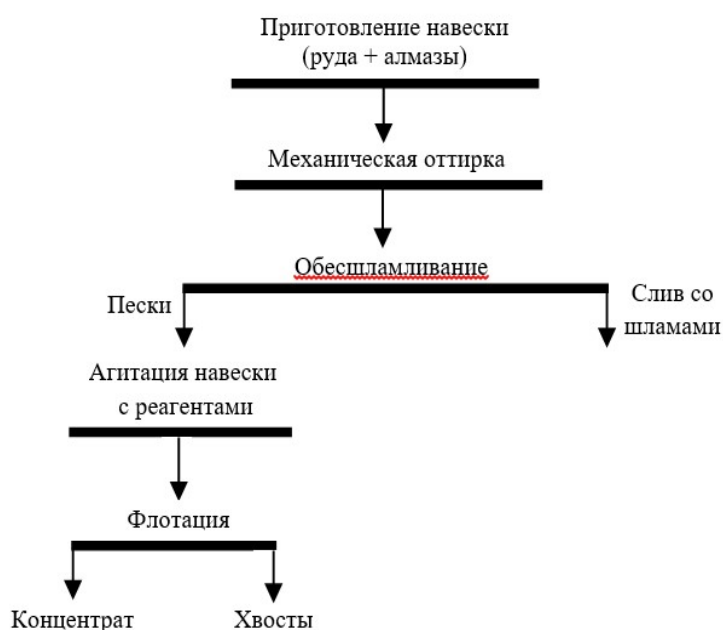 Приготовление навески
(руда + алмазы)
Механическая оттирка
Обесшламливание
Пески
Слив со
шламами
Агитация навески
с реагентами
Флотация
Концентрат
Хвосты